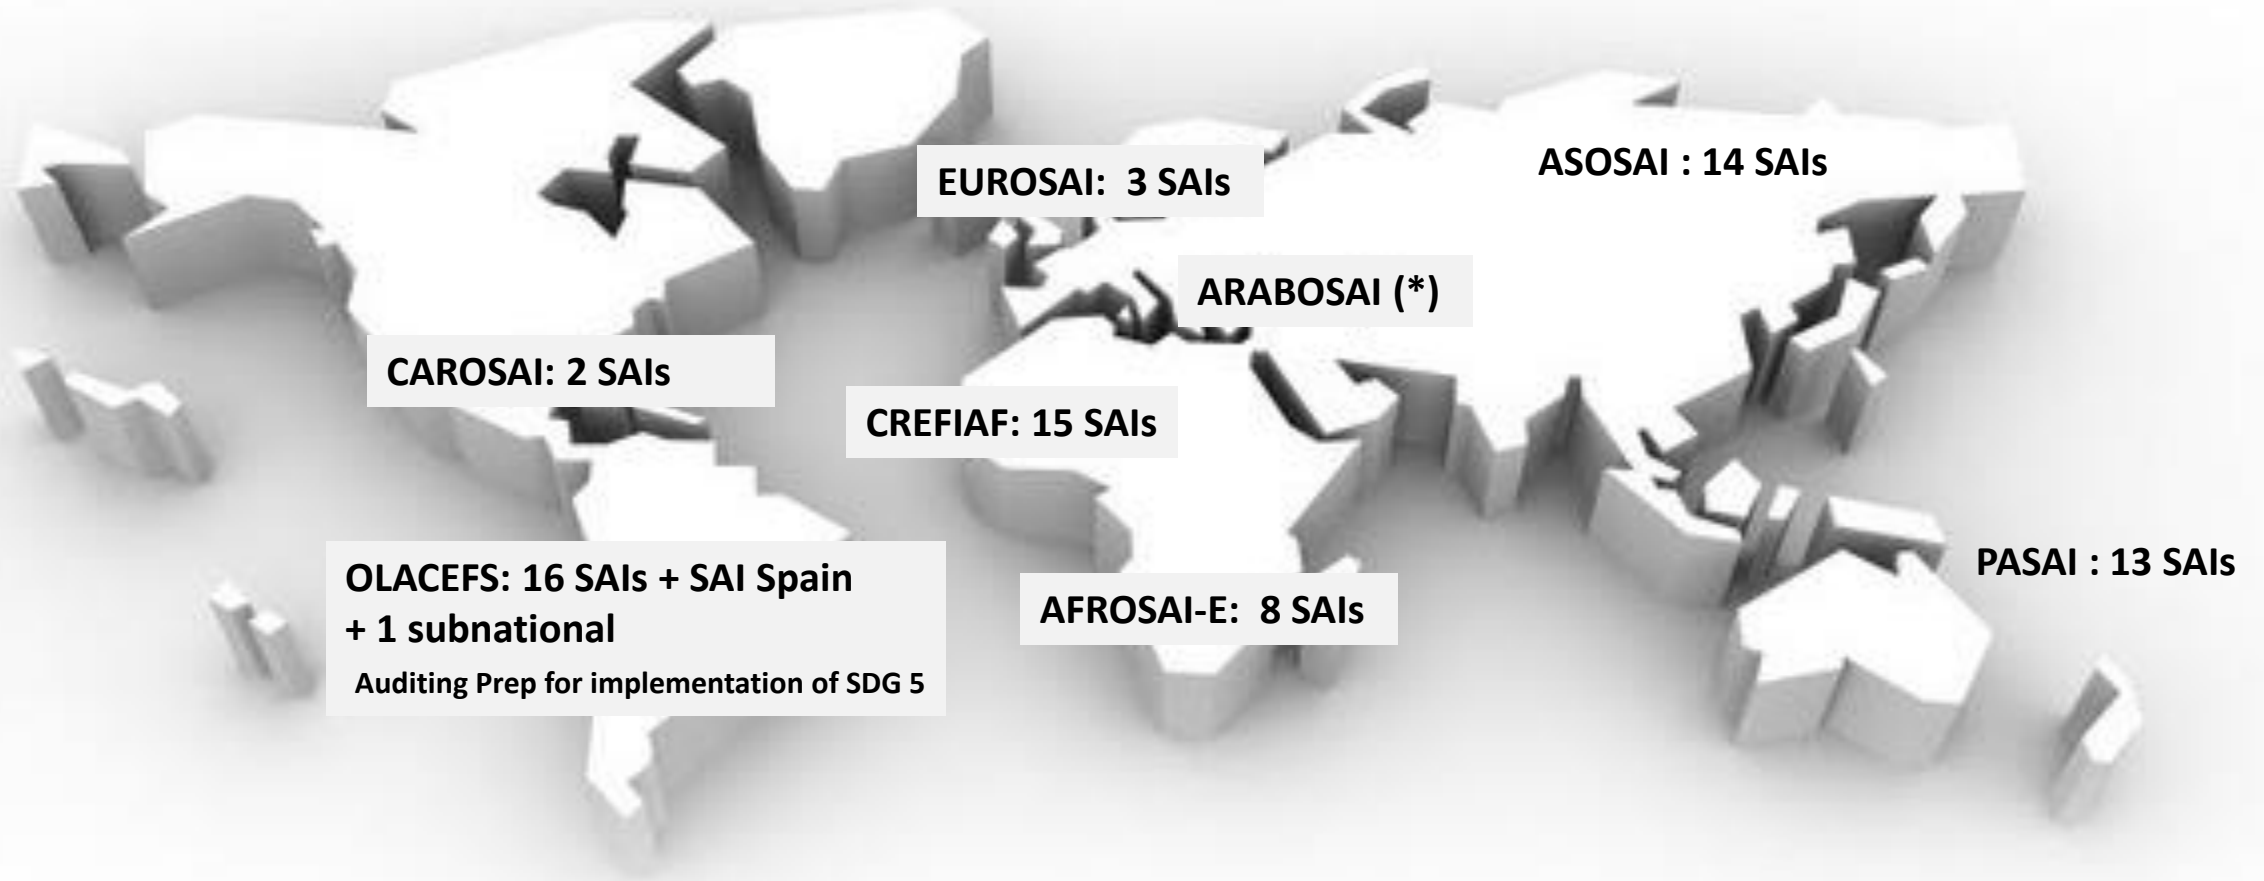 EUROSAI: 3 SAIs
ASOSAI : 14 SAIs
ARABOSAI (*)
CAROSAI: 2 SAIs
CREFIAF: 15 SAIs
OLACEFS: 16 SAIs + SAI Spain
+ 1 subnational
Auditing Prep for implementation of SDG 5
AFROSAI-E: 8 SAIs
PASAI : 13 SAIs